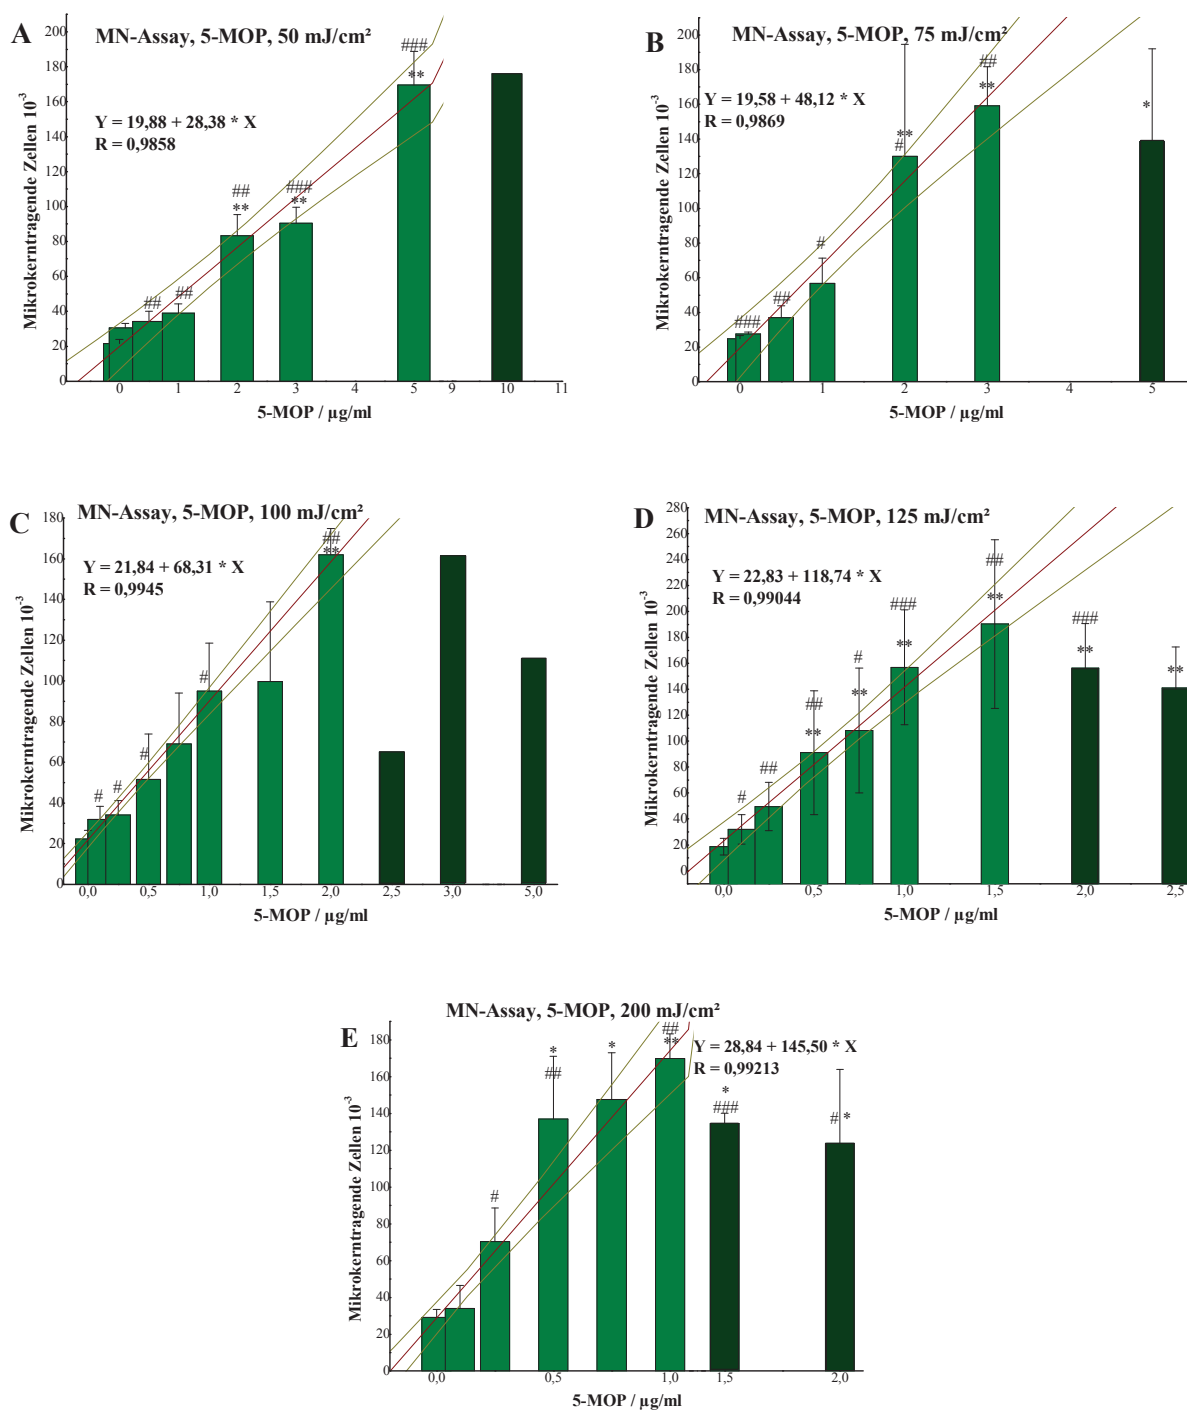 A
MN-Assay, 5-MOP, 50 mJ/cm²
Y = 19,88 + 28,38 * X
R = 0,9858
Mikrokerntragende Zellen 10⁻³
200
180
160
140
120
100
80
60
40
20
0
## ## ## ** ### ** ### **
0 1 2 3 4 5 9 10 11
5-MOP / µg/ml
B
MN-Assay, 5-MOP, 75 mJ/cm²
Y = 19,58 + 48,12 * X
R = 0,9869
Mikrokerntragende Zellen 10⁻³
200
180
160
140
120
100
80
60
40
20
0
### ## # ** # ## ** *
0 1 2 3 4 5
5-MOP / µg/ml
C
MN-Assay, 5-MOP, 100 mJ/cm²
Y = 21,84 + 68,31 * X
R = 0,9945
Mikrokerntragende Zellen 10⁻³
180
160
140
120
100
80
60
40
20
0
# # # # ## **
0,0 0,5 1,0 1,5 2,0 2,5 3,0 5,0
5-MOP / µg/ml
D
MN-Assay, 5-MOP, 125 mJ/cm²
Y = 22,83 + 118,74 * X
R = 0,99044
Mikrokerntragende Zellen 10⁻³
280
260
240
220
200
180
160
140
120
100
80
60
40
20
0
# ## ## ** # ** ### ** ## ** ### ** **
0,0 0,5 1,0 1,5 2,0 2,5
5-MOP / µg/ml
E
MN-Assay, 5-MOP, 200 mJ/cm²
Y = 28,84 + 145,50 * X
R = 0,99213
Mikrokerntragende Zellen 10⁻³
180
160
140
120
100
80
60
40
20
0
# * ## * ## ** * ### # *
0,0 0,5 1,0 1,5 2,0
5-MOP / µg/ml